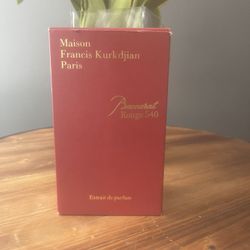 Maison
Francis Kurkdjian
Paris
Baccarat
Rouge 540
Extrait de parfum